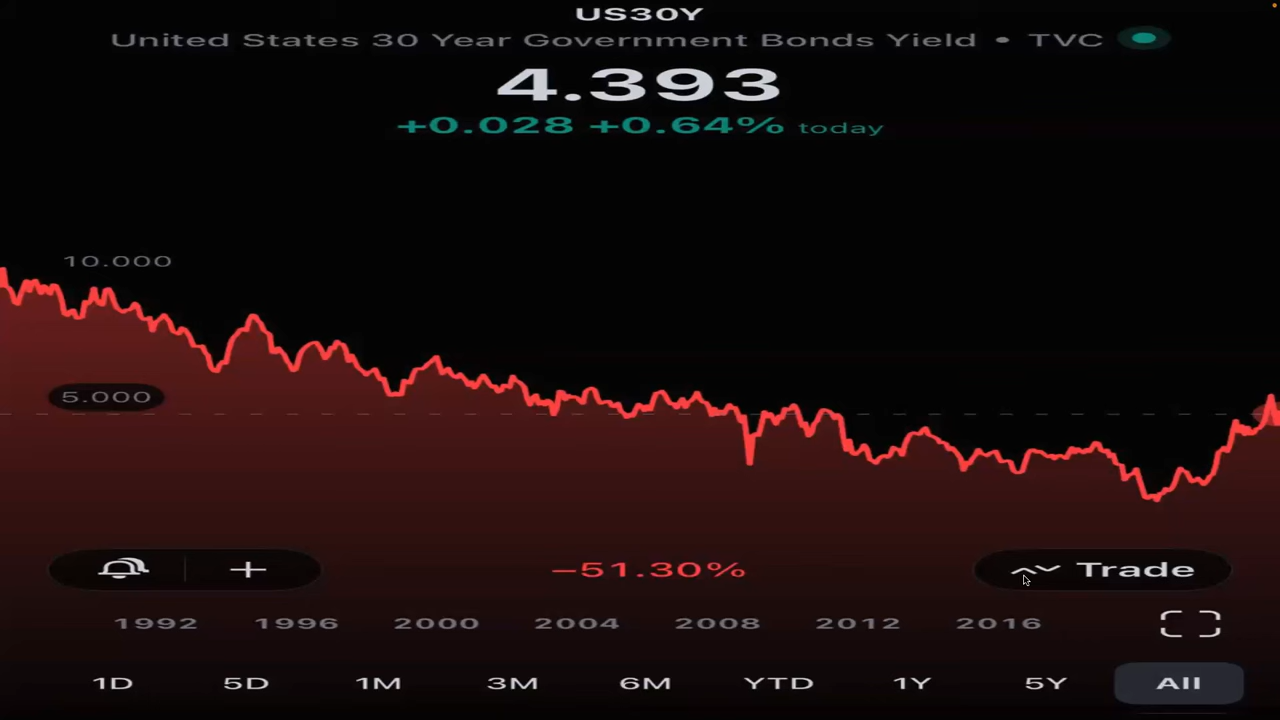 US30Y
United States 30 Year Government Bonds Yield • TVC
4.393
+0.028 +0.64% today
10.000
5.000
−51.30%
Trade
1992 1996 2000 2004 2008 2012 2016
1D 5D 1M 3M 6M YTD 1Y 5Y All